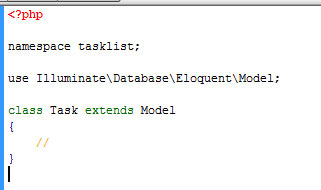 <?php
namespace tasklist;
use Illuminate\Database\Eloquent\Model;
class Task extends Model
{
//
}